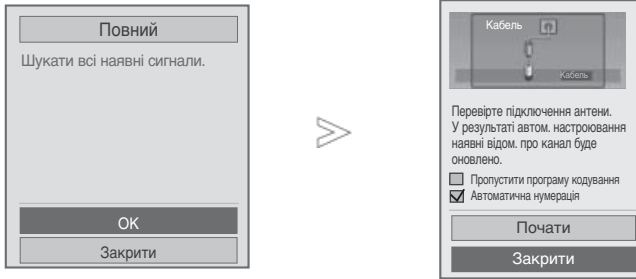 Повний
Шукати всі наявні сигнали.
ОК
Закрити
Кабель
Кабель
Перевірте підключення антени.
У результаті автом. настроювання
наявні відом. про канал буде
оновлено.
Пропустити програму кодування
Автоматична нумерація
Почати
Закрити